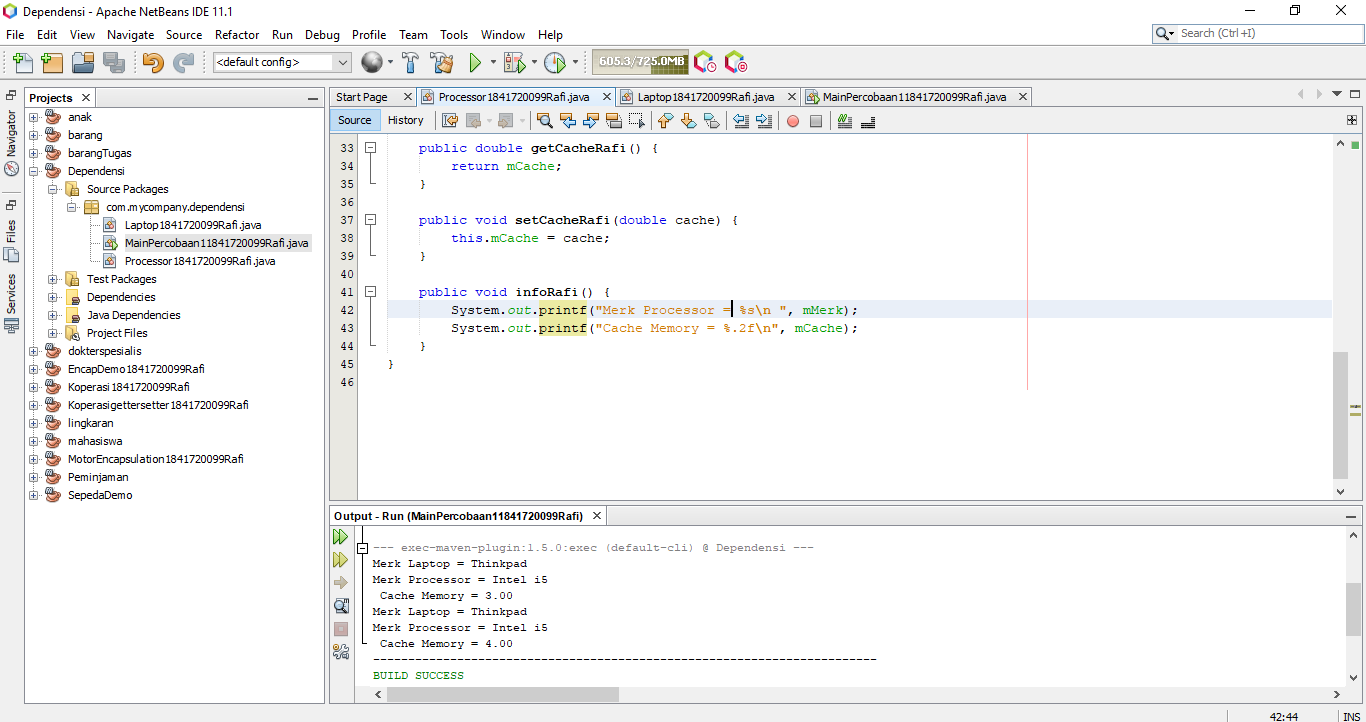 Dependensi - Apache NetBeans IDE 11.1
File Edit View Navigate Source Refactor Run Debug Profile Team Tools Window Help
Search (Ctrl+I)
<default config>
605.3/725.0MB
Projects
Navigator
Files
Services
anak
barang
barangTugas
Dependensi
Source Packages
com.mycompany.dependensi
Laptop1841720099Rafi.java
MainPercobaan11841720099Rafi.java
Processor1841720099Rafi.java
Test Packages
Dependencies
Java Dependencies
Project Files
dokterspesialis
EncapDemo1841720099Rafi
Koperasi1841720099Rafi
Koperasigettersetter1841720099Rafi
lingkaran
mahasiswa
MotorEncapsulation1841720099Rafi
Peminjaman
SepedaDemo
Start Page Processor1841720099Rafi.java Laptop1841720099Rafi.java MainPercobaan11841720099Rafi.java
Source History
33 public double getCacheRafi() {
34 return mCache;
35 }
36
37 public void setCacheRafi(double cache) {
38 this.mCache = cache;
39 }
40
41 public void infoRafi() {
42 System.out.printf("Merk Processor = %s\n ", mMerk);
43 System.out.printf("Cache Memory = %.2f\n", mCache);
44 }
45 }
46
Output - Run (MainPercobaan11841720099Rafi)
--- exec-maven-plugin:1.5.0:exec (default-cli) @ Dependensi ---
Merk Laptop = Thinkpad
Merk Processor = Intel i5
Cache Memory = 3.00
Merk Laptop = Thinkpad
Merk Processor = Intel i5
Cache Memory = 4.00
------------------------------------------------------------------------
BUILD SUCCESS
42:44 INS